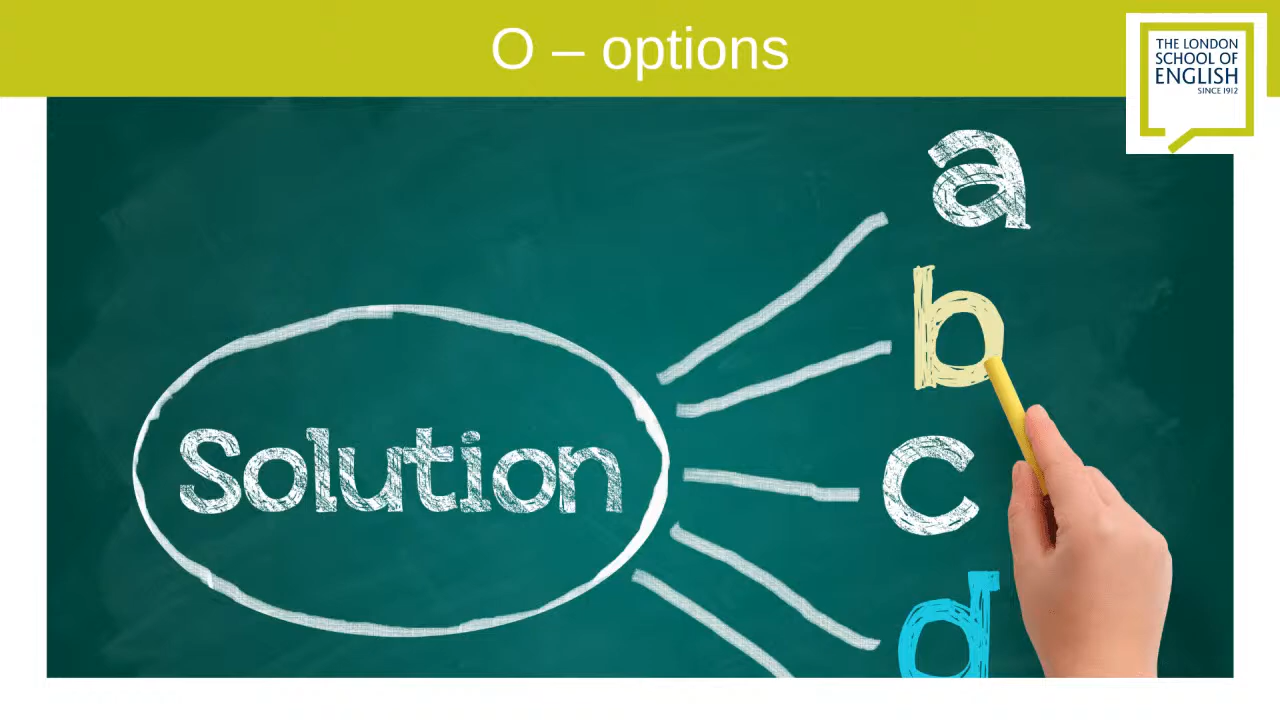 O – options
THE LONDON
SCHOOL OF
ENGLISH
SINCE 1912
a
b
Solution
c
d